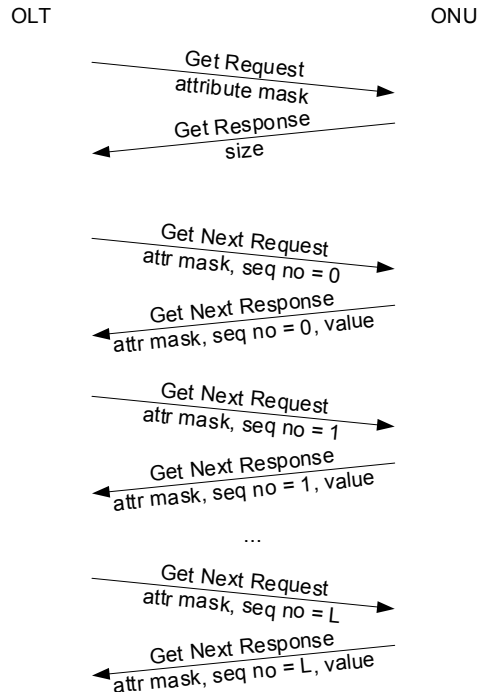 OLT
ONU
Get Request
attribute mask
Get Response
size
Get Next Request
attr mask, seq no = 0
Get Next Response
attr mask, seq no = 0, value
Get Next Request
attr mask, seq no = 1
Get Next Response
attr mask, seq no = 1, value
...
Get Next Request
attr mask, seq no = L
Get Next Response
attr mask, seq no = L, value